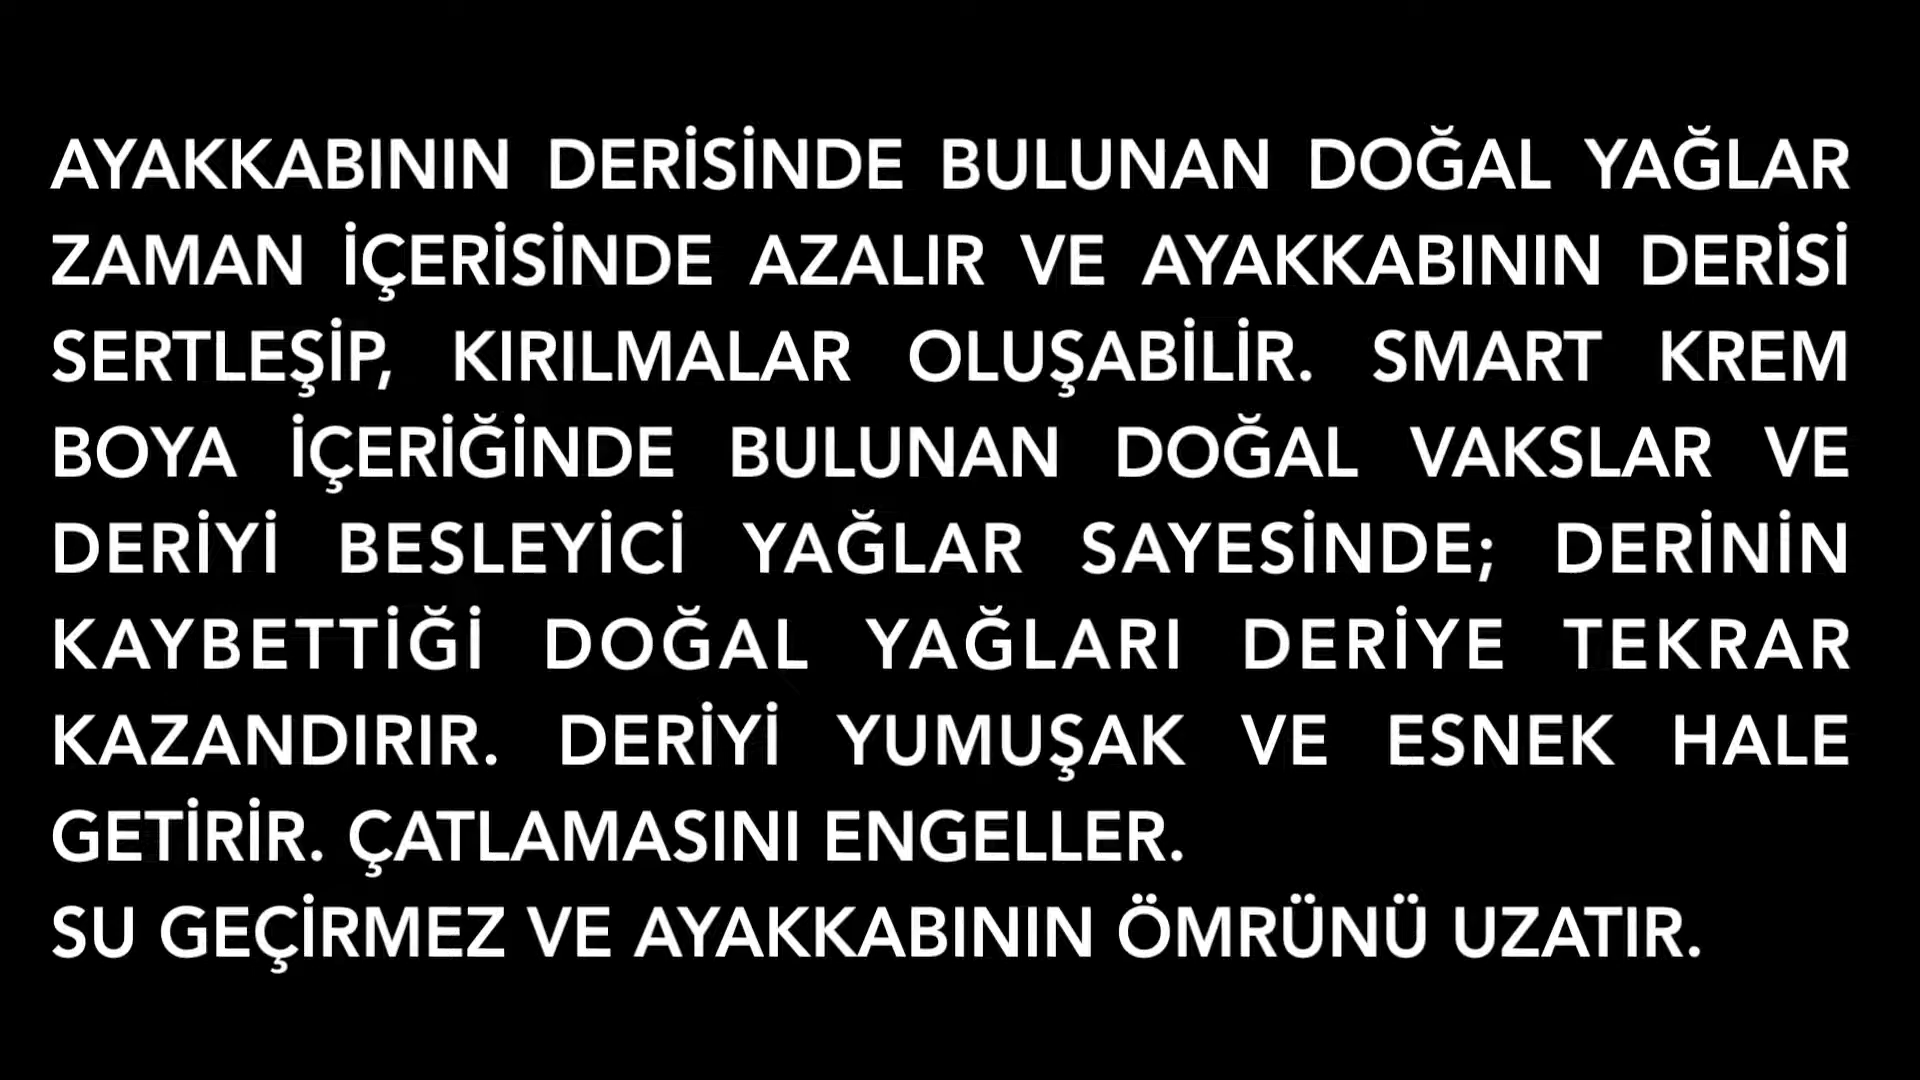 AYAKKABININ DERİSİNDE BULUNAN DOĞAL YAĞLAR
ZAMAN İÇERİSİNDE AZALIR VE AYAKKABININ DERİSİ
SERTLEŞİP, KIRILMALAR OLUŞABİLİR. SMART KREM
BOYA İÇERİĞİNDE BULUNAN DOĞAL VAKSLAR VE
DERİYİ BESLEYİCİ YAĞLAR SAYESİNDE; DERİNİN
KAYBETTİĞİ DOĞAL YAĞLARI DERİYE TEKRAR
KAZANDIRIR. DERİYİ YUMUŞAK VE ESNEK HALE
GETİRİR. ÇATLAMASINI ENGELLER.
SU GEÇİRMEZ VE AYAKKABININ ÖMRÜNÜ UZATIR.